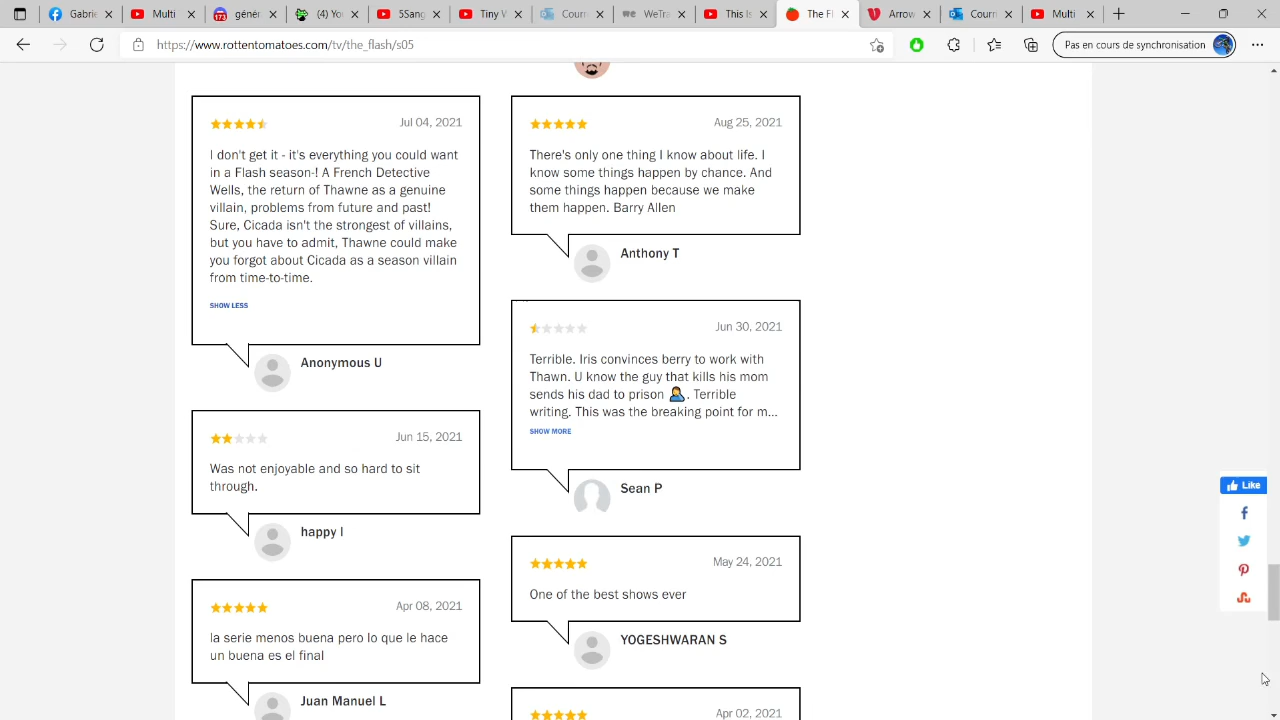 Gabri
Multi
173
génér
(4) Yo
SSang
Tiny V
Courri
WeTra
This Is
The Fl
Arrow
Courri
Multi
https://www.rottentomatoes.com/tv/the_flash/s05
Pas en cours de synchronisation
Jul 04, 2021
I don't get it - it's everything you could want
in a Flash season-! A French Detective
Wells, the return of Thawne as a genuine
villain, problems from future and past!
Sure, Cicada isn't the strongest of villains,
but you have to admit, Thawne could make
you forgot about Cicada as a season villain
from time-to-time.
SHOW LESS
Anonymous U
Jun 15, 2021
Was not enjoyable and so hard to sit
through.
happy l
Apr 08, 2021
la serie menos buena pero lo que le hace
un buena es el final
Juan Manuel L
Aug 25, 2021
There's only one thing I know about life. I
know some things happen by chance. And
some things happen because we make
them happen. Barry Allen
Anthony T
Jun 30, 2021
Terrible. Iris convinces berry to work with
Thawn. U know the guy that kills his mom
sends his dad to prison 🤦. Terrible
writing. This was the breaking point for m...
SHOW MORE
Sean P
May 24, 2021
One of the best shows ever
YOGESHWARAN S
Apr 02, 2021
Like